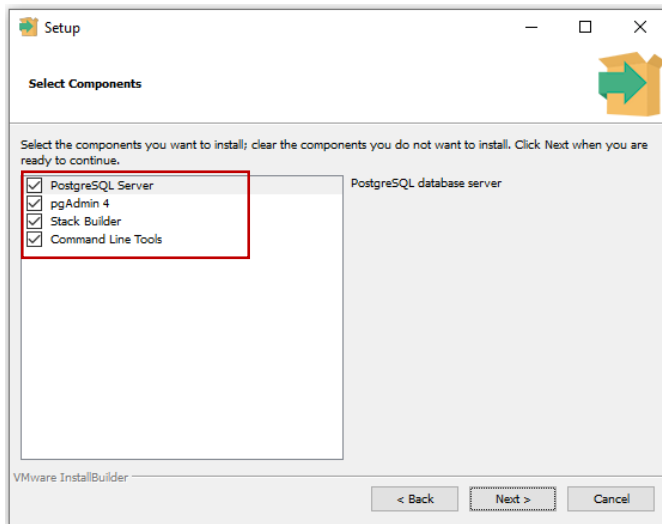 Setup
Select Components
Select the components you want to install; clear the components you do not want to install. Click Next when you are
ready to continue.
PostgreSQL Server
PostgreSQL database server
pgAdmin 4
Stack Builder
Command Line Tools
VMware InstallBuilder
< Back
Next >
Cancel